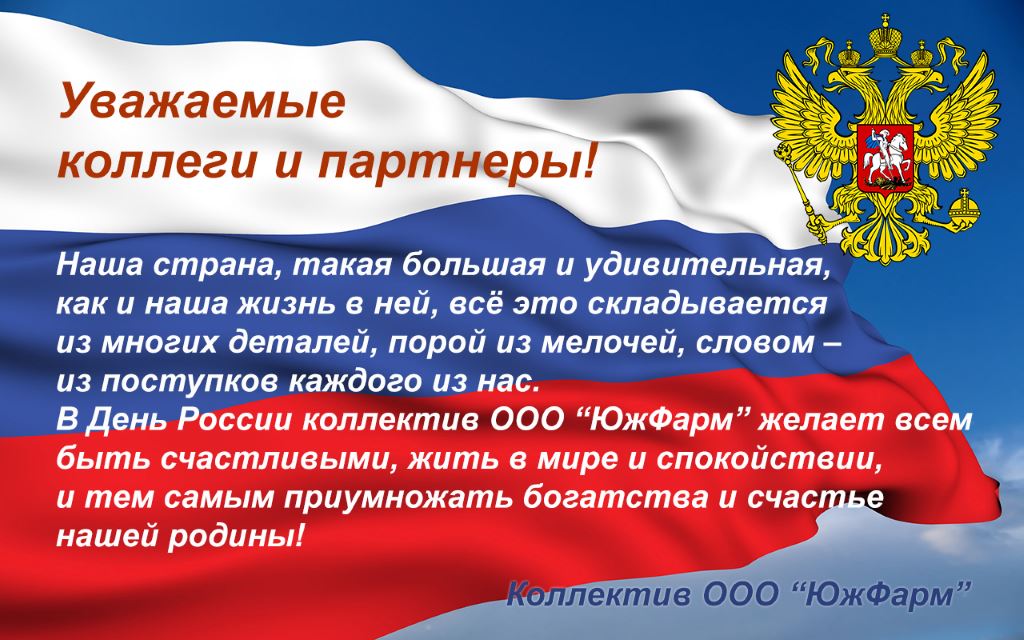 Уважаемые
коллеги и партнеры!
Наша страна, такая большая и удивительная,
как и наша жизнь в ней, всё это складывается
из многих деталей, порой из мелочей, словом –
из поступков каждого из нас.
В День России коллектив ООО “ЮжФарм” желает всем
быть счастливыми, жить в мире и спокойствии,
и тем самым приумножать богатства и счастье
нашей родины!
Коллектив ООО “ЮжФарм”